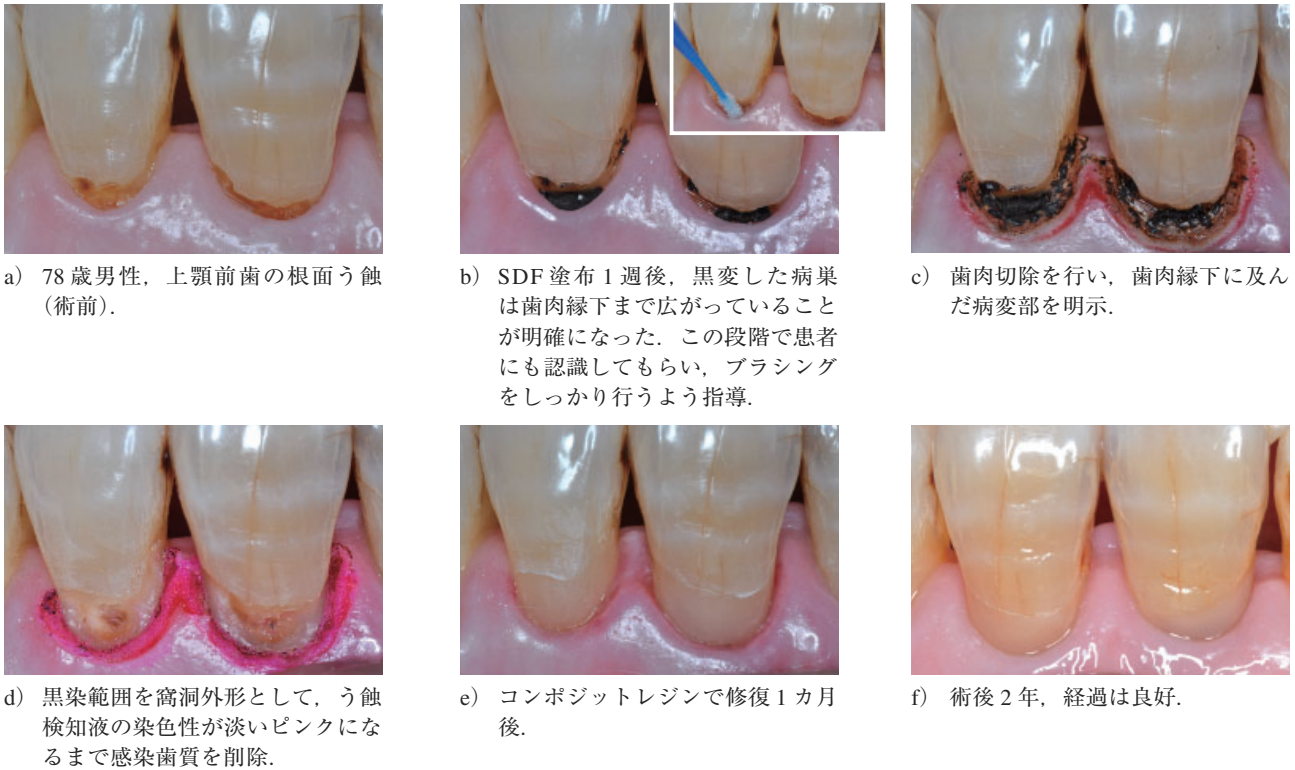 a） 78 歳男性，上顎前歯の根面う蝕
（術前）．
b） SDF 塗布 1 週後，黒変した病巣
は歯肉縁下まで広がっていること
が明確になった．この段階で患者
にも認識してもらい，ブラッシング
をしっかり行うよう指導．
c） 歯肉切除を行い，歯肉縁下に及ん
だ病変部を明示．
d） 黒染範囲を窩洞外形として，う蝕
検知液の染色性が淡いピンクにな
るまで感染歯質を削除．
e） コンポジットレジンで修復 1 カ月
後．
f） 術後 2 年，経過は良好．